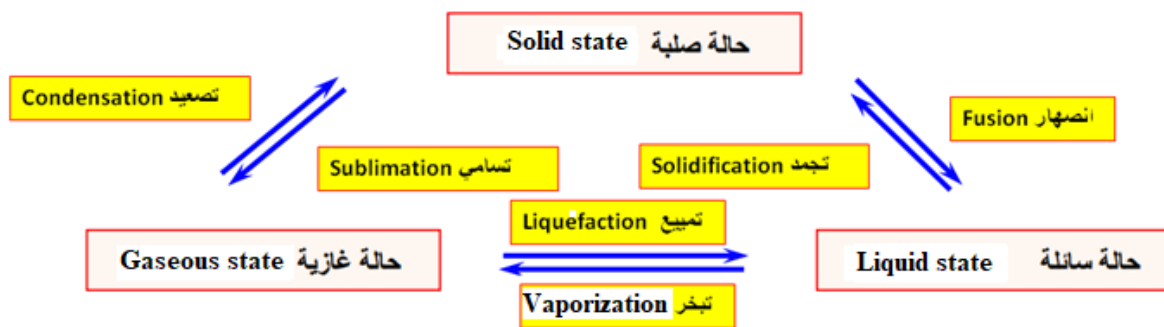 Solid state حالة صلبة
Condensation تصعيد
Fusion انصهار
Sublimation تسامي
Solidification تجمد
Liquefaction تمييع
Gaseous state حالة غازية
Liquid state حالة سائلة
Vaporization تبخر